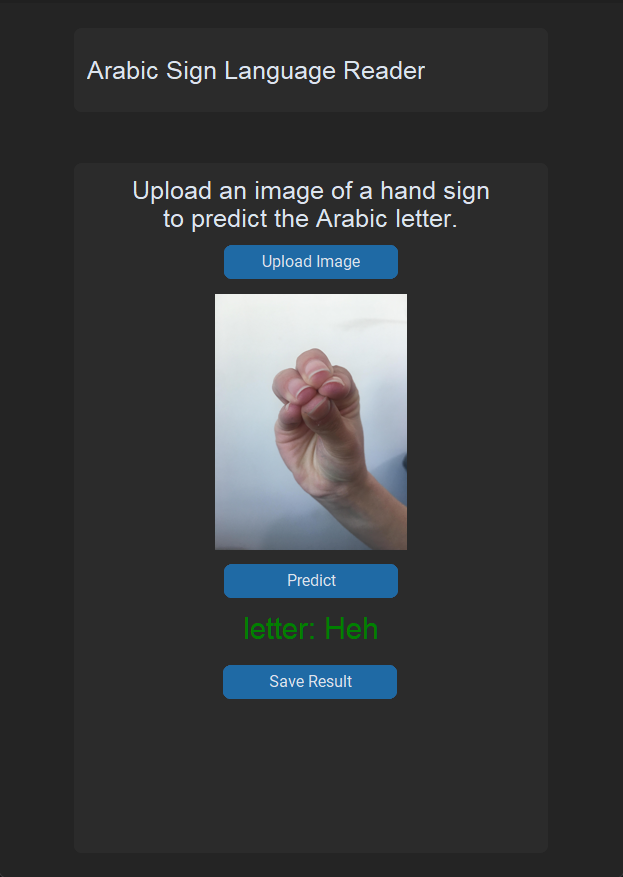 Arabic Sign Language Reader
Upload an image of a hand sign
to predict the Arabic letter.
Upload Image
Predict
letter: Heh
Save Result